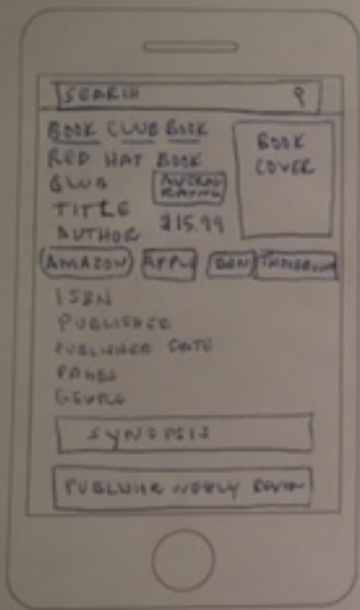 SEARCH
BOOK CLUB BOOK
BOOK COVER
RED HAT BOOK
CLUB
AVERAGE RATING
TITLE
$15.99
AUTHOR
AMAZON APPLE B&N INDIEBOUND
ISBN
PUBLISHER
PUBLISHER DATE
PAGES
GENRE
SYNOPSIS
PUBLISHER WEEKLY REVIEW